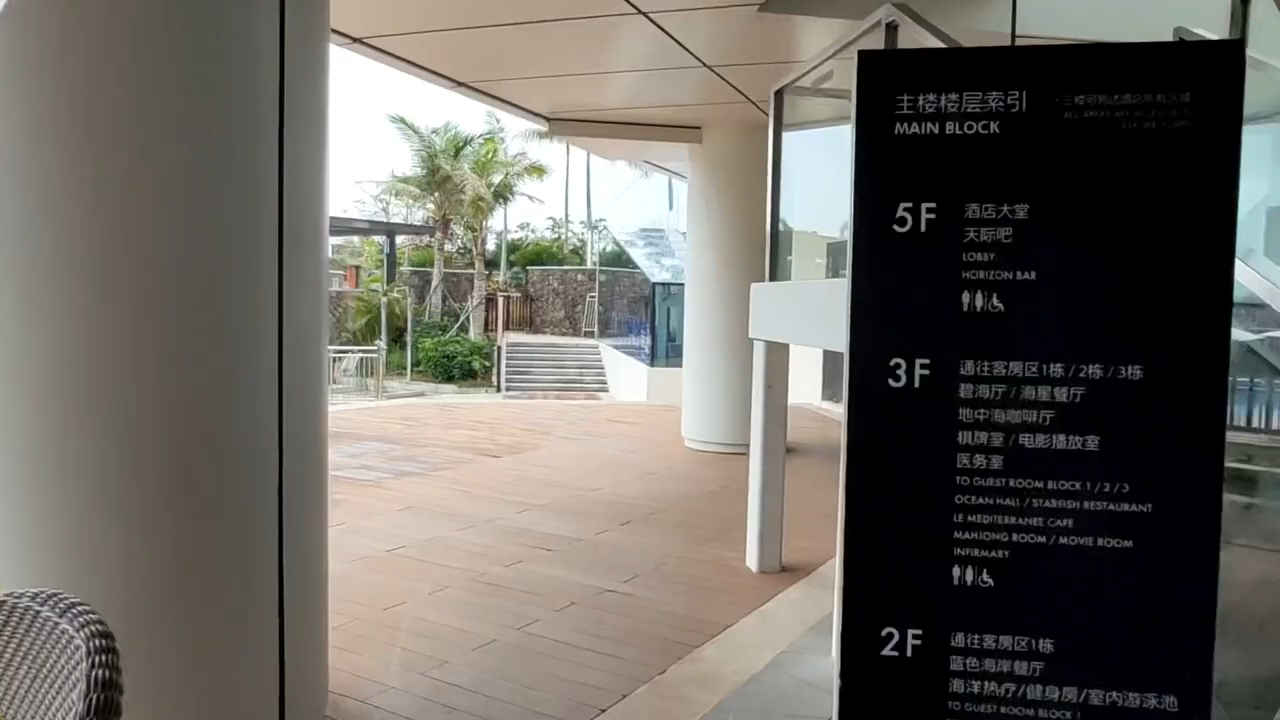 主楼楼层索引
MAIN BLOCK
5F
酒店大堂
天际吧
LOBBY
HORIZON BAR
3F
通往客房区1栋 / 2栋 / 3栋
碧海厅 / 海星餐厅
地中海咖啡厅
棋牌室 / 电影播放室
医务室
TO GUEST ROOM BLOCK 1 / 2 / 3
OCEAN HALL / STARFISH RESTAURANT
LE MEDITERRANEE CAFE
MAHJONG ROOM / MOVIE ROOM
INFIRMARY
2F
通往客房区1栋
蓝色海岸餐厅
海洋热厅/健身房/室内游泳池
TO GUEST ROOM BLOCK 1